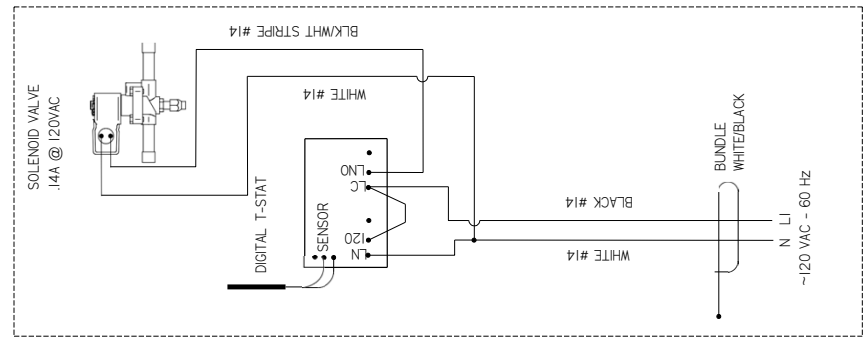 BLK/WHT STRIPE #14
WHITE #14
SOLENOID VALVE
.14A @ 120VAC
DIGITAL T-STAT
SENSOR
LNO
LC
120
LN
BLACK #14
WHITE #14
BUNDLE
WHITE/BLACK
L1
N
~120 VAC - 60 Hz